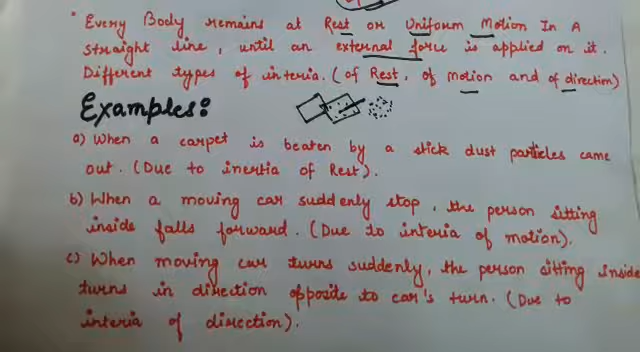 * Every Body remains at Rest or Uniform Motion In A
straight line, until an external force is applied on it.
Different types of interia. (of Rest, of motion and of direction)
Examples:
a) When a carpet is beaten by a stick dust particles came
out. (Due to inertia of Rest).
b) When a moving car suddenly stop, the person sitting
inside falls forward. (Due to interia of motion).
c) When moving car turns suddenly, the person sitting inside
turns in direction opposite to car's turn. (Due to
interia of direction).